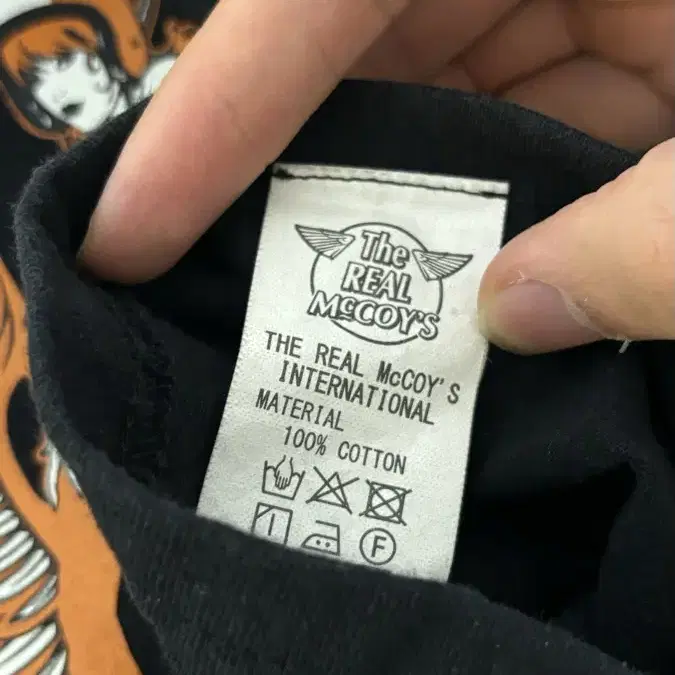 The
REAL
McCOY'S
THE REAL McCOY'S
INTERNATIONAL
MATERIAL
100% COTTON
F